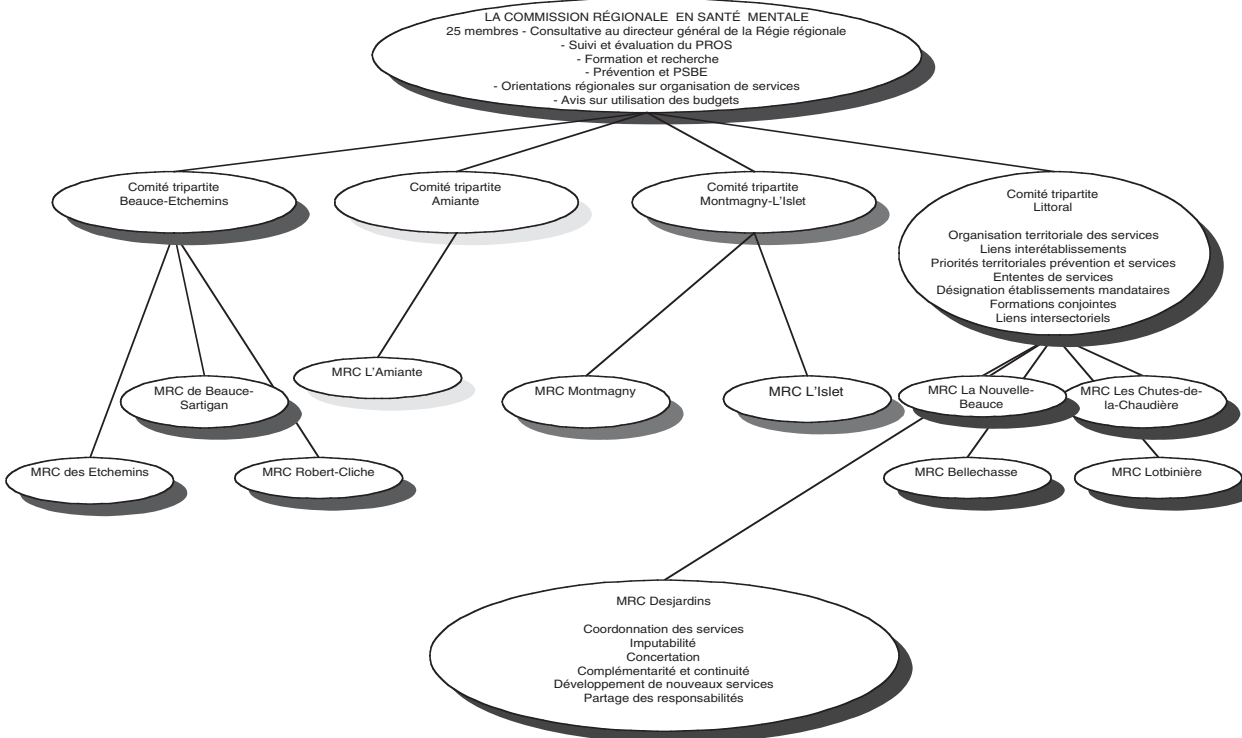 LA COMMISSION RÉGIONALE EN SANTÉ MENTALE
25 membres - Consultative au directeur général de la Régie régionale
- Suivi et évaluation du PROS
- Formation et recherche
- Prévention et PSBE
- Orientations régionales sur organisation de services
- Avis sur utilisation des budgets
Comité tripartite
Beauce-Etchemins
Comité tripartite
Amiante
Comité tripartite
Montmagny-L'Islet
Comité tripartite
Littoral
Organisation territoriale des services
Liens interétablissements
Priorités territoriales prévention et services
Ententes de services
Désignation établissements mandataires
Formations conjointes
Liens intersectoriels
MRC L'Amiante
MRC de Beauce-
Sartigan
MRC Montmagny
MRC L'Islet
MRC La Nouvelle-
Beauce
MRC Les Chutes-de-
la-Chaudière
MRC des Etchemins
MRC Robert-Cliche
MRC Bellechasse
MRC Lotbinière
MRC Desjardins
Coordonnation des services
Imputabilité
Concertation
Complémentarité et continuité
Développement de nouveaux services
Partage des responsabilités